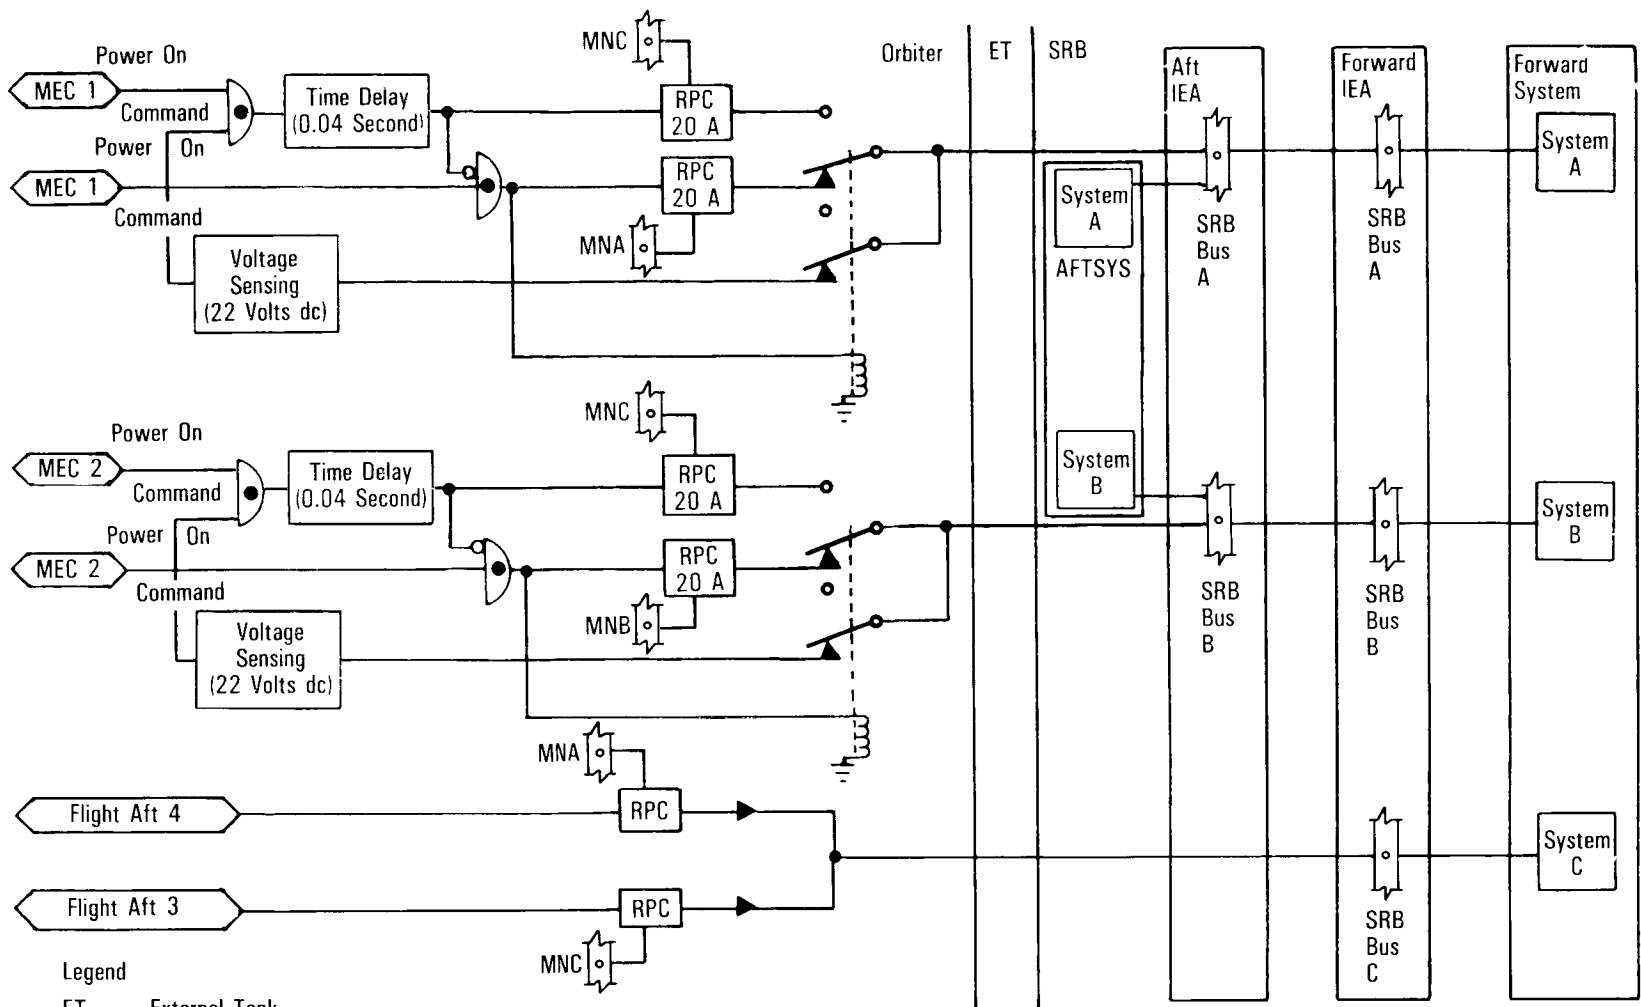 Power On
MEC 1
Command
Power On
MEC 1
Command
Time Delay
(0.04 Second)
Voltage
Sensing
(22 Volts dc)
MNC
RPC
20 A
RPC
20 A
MNA
Orbiter
ET
SRB
Aft
IEA
Forward
IEA
Forward
System
System
A
AFTSYS
SRB
Bus
A
SRB
Bus
A
System
A
Power On
MEC 2
Command
Power On
MEC 2
Command
Time Delay
(0.04 Second)
Voltage
Sensing
(22 Volts dc)
MNC
RPC
20 A
RPC
20 A
MNB
System
B
SRB
Bus
B
SRB
Bus
B
System
B
MNA
Flight Aft 4
RPC
Flight Aft 3
RPC
MNC
SRB
Bus
C
System
C
Legend
ET External Tank